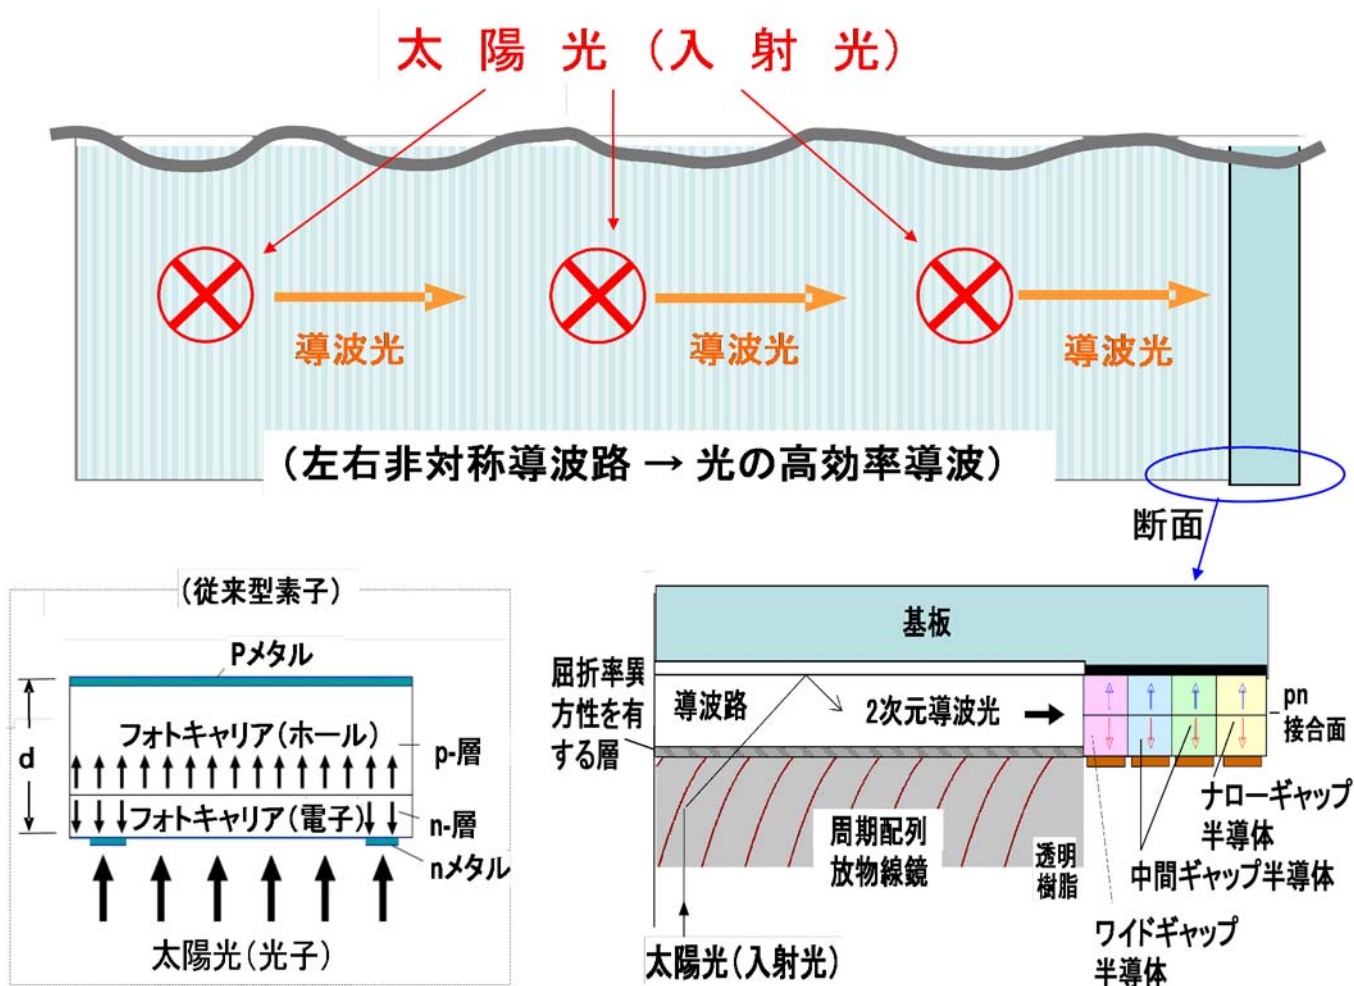 太 陽 光 (入 射 光)
導波光
導波光
導波光
(左右非対称導波路 → 光の高効率導波)
断面
(従来型素子)
Pメタル
d
フォトキャリア(ホール)
p-層
フォトキャリア(電子)
n-層
nメタル
太陽光(光子)
基板
屈折率異
方性を有
する層
導波路
2次元導波光
pn
接合面
周期配列
放物線鏡
透明
樹脂
ナローギャップ
半導体
中間ギャップ半導体
ワイドギャップ
半導体
太陽光(入射光)